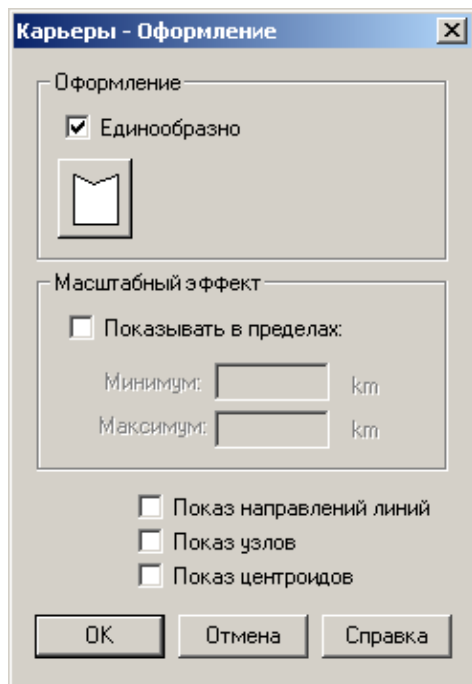 Карьеры - Оформление
Оформление
Единообразно
Масштабный эффект
Показывать в пределах:
Минимум: km
Максимум: km
Показ направлений линий
Показ узлов
Показ центроидов
OK Отмена Справка